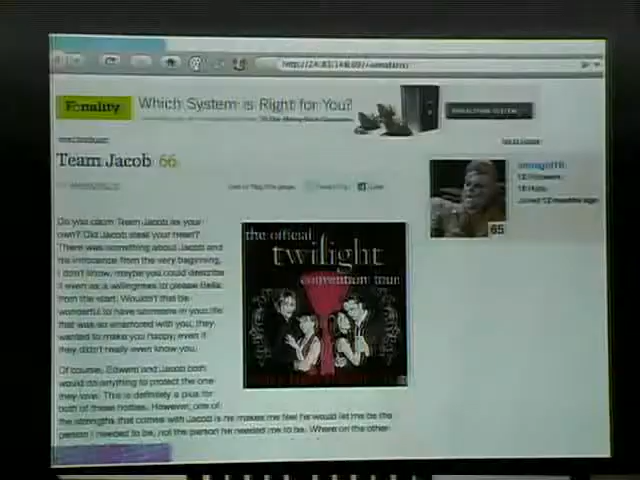 Fonality
Which System is Right for You?
Team Jacob 66
65
Joined 12 months ago
the official
twilight
convention tour
Do you claim Team Jacob as your
own? Did Jacob steal your heart?
There was something about Jacob and
his innocence from the very beginning.
I don't know, maybe you could describe
it even as a willingness to please Bella
from the start. Wouldn't that be
wonderful to have someone in your life
that was so enamored with you, they
wanted to make you happy, even if
they didn't really even know you.
Of course, Edward and Jacob both
would do anything to protect the one
they love. This is definitely a plus for
both of these hotties. However, one of
the strengths that comes with Jacob is he makes me feel he would let me be the
person I needed to be, not the person he needed me to be. Where on the other